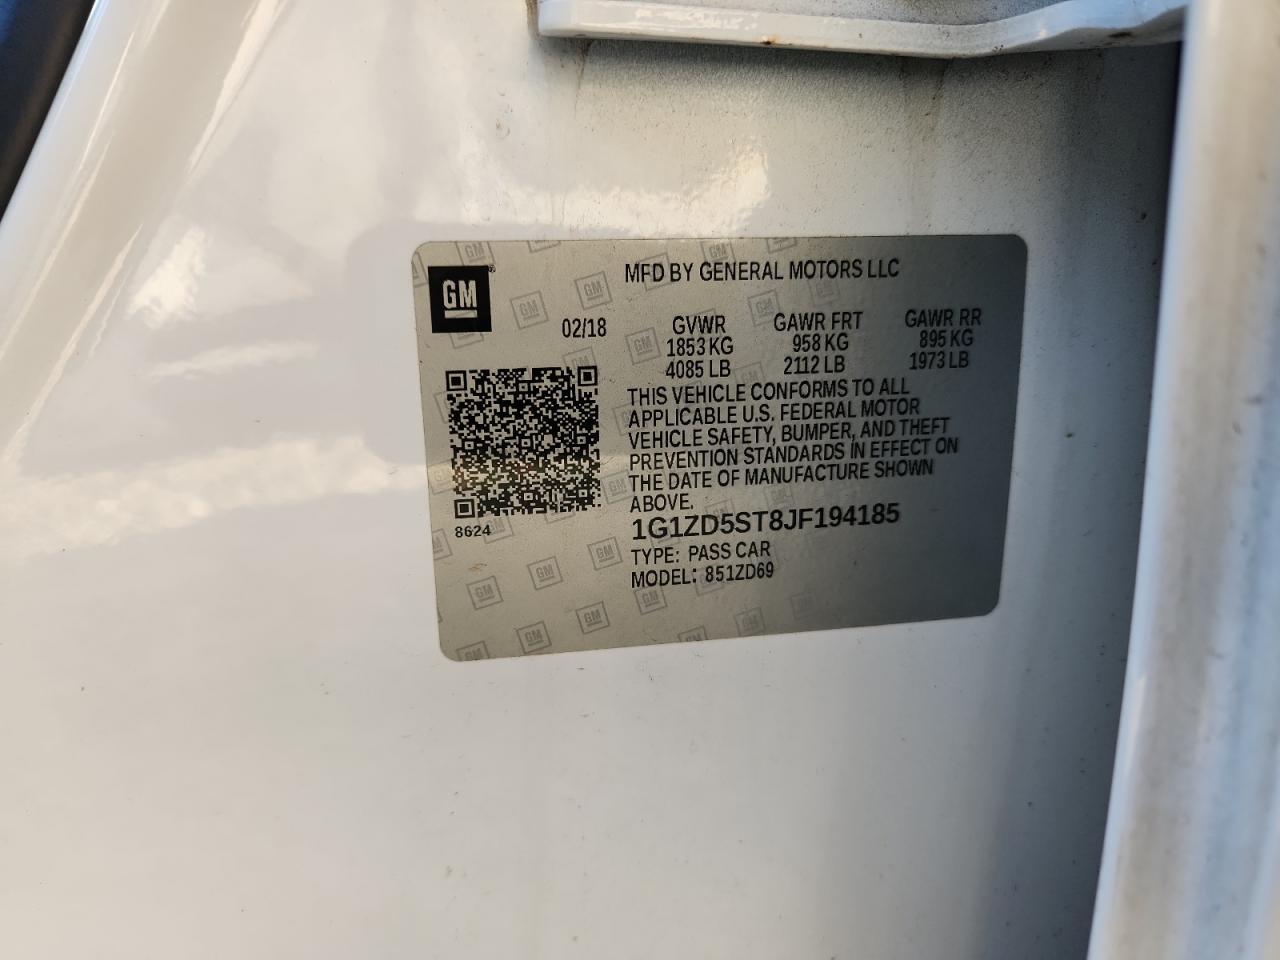 GM
MFD BY GENERAL MOTORS LLC
02/18 GVWR GAWR FRT GAWR RR
1853 KG 958 KG 895 KG
4085 LB 2112 LB 1973 LB
THIS VEHICLE CONFORMS TO ALL
APPLICABLE U.S. FEDERAL MOTOR
VEHICLE SAFETY, BUMPER, AND THEFT
PREVENTION STANDARDS IN EFFECT ON
THE DATE OF MANUFACTURE SHOWN
ABOVE.
8624
1G1ZD5ST8JF194185
TYPE: PASS CAR
MODEL: 851ZD69